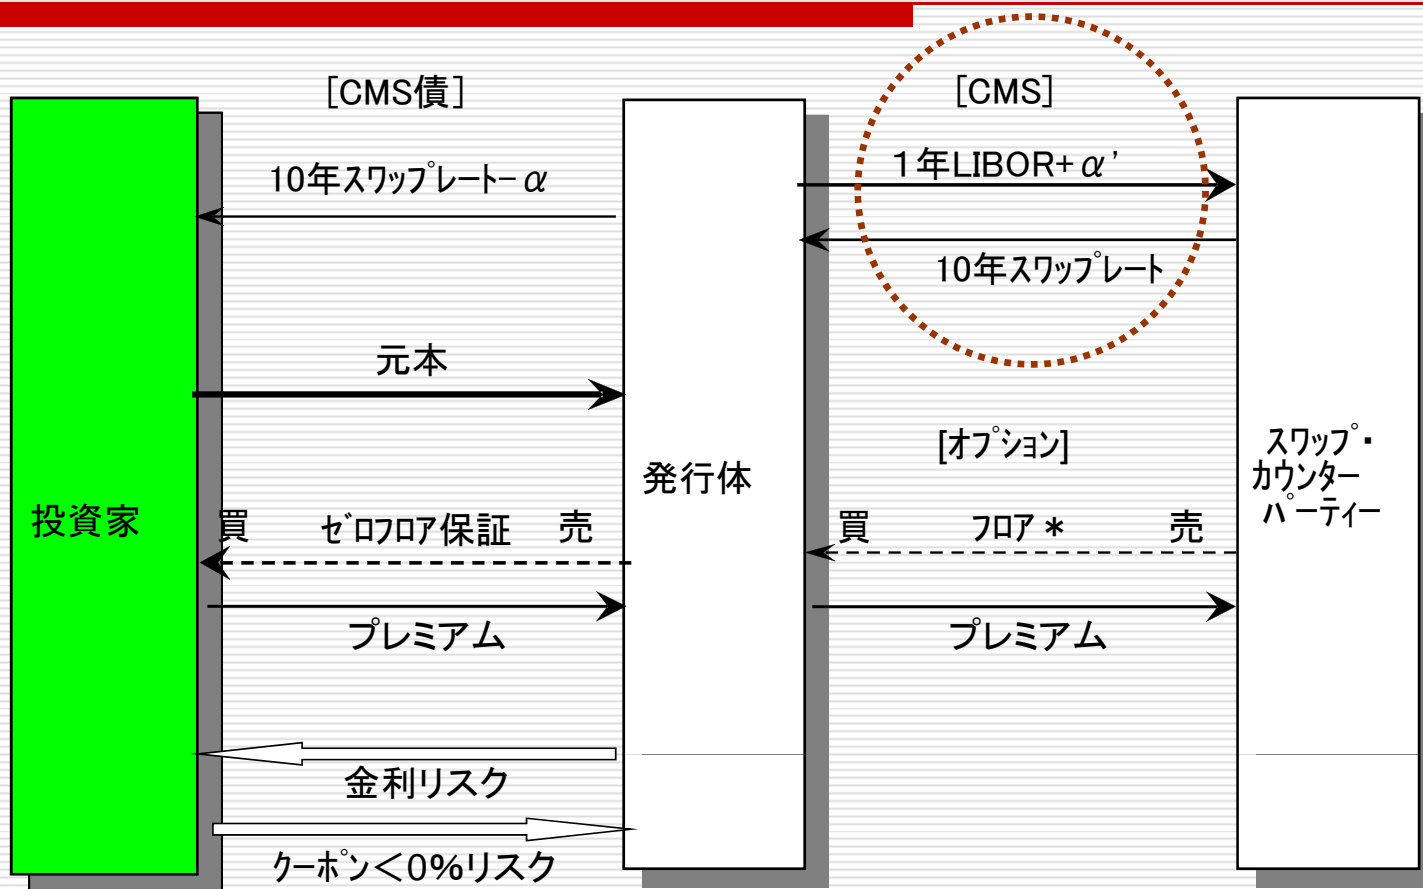 [CMS債]
[CMS]
10年スワップレート-α
1年LIBOR+α'
10年スワップレート
元本
[オプション]
投資家
発行体
スワップ・
カウンター
パーティー
買 ゼロフロア保証 売
買 フロア* 売
プレミアム
プレミアム
金利リスク
クーポン<0%リスク